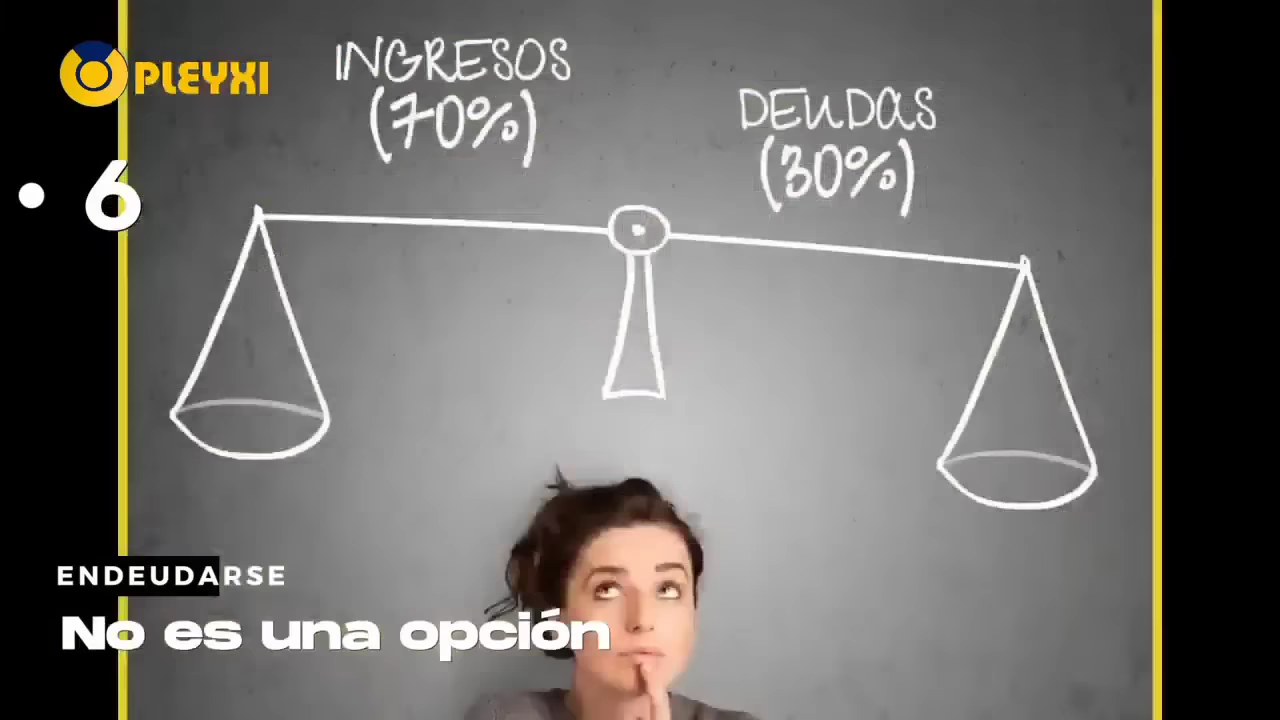 PLEYXI
INGRESOS
(70%)
DEUDAS
(30%)
• 6
ENDEUDARSE
No es una opción